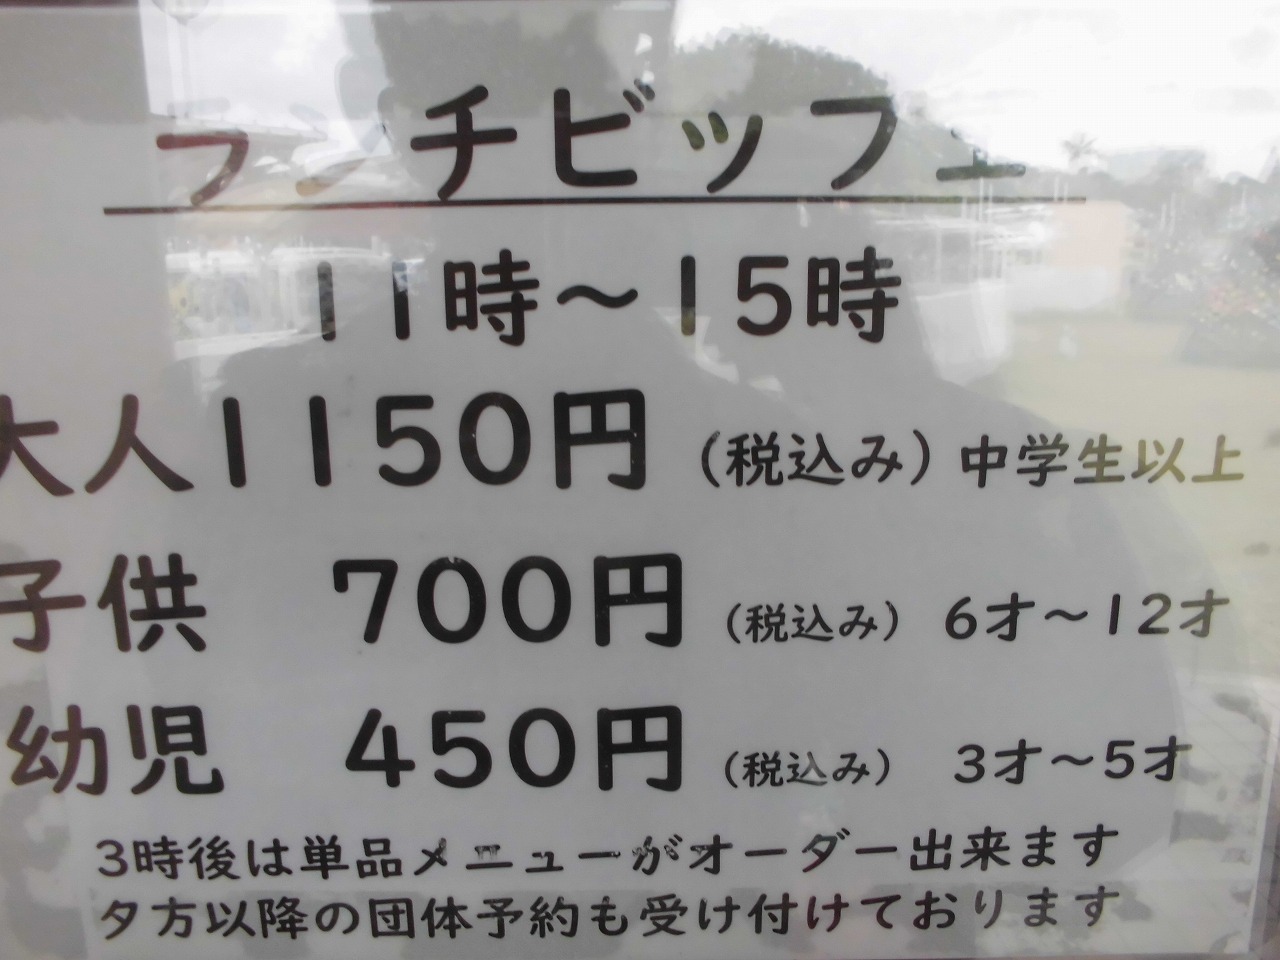 ランチビッフェ
11時～15時
大人1150円（税込み）中学生以上
子供 700円（税込み） 6才～12才
幼児 450円（税込み） 3才～5才
3時後は単品メニューがオーダー出来ます
夕方以降の団体予約も受け付けております